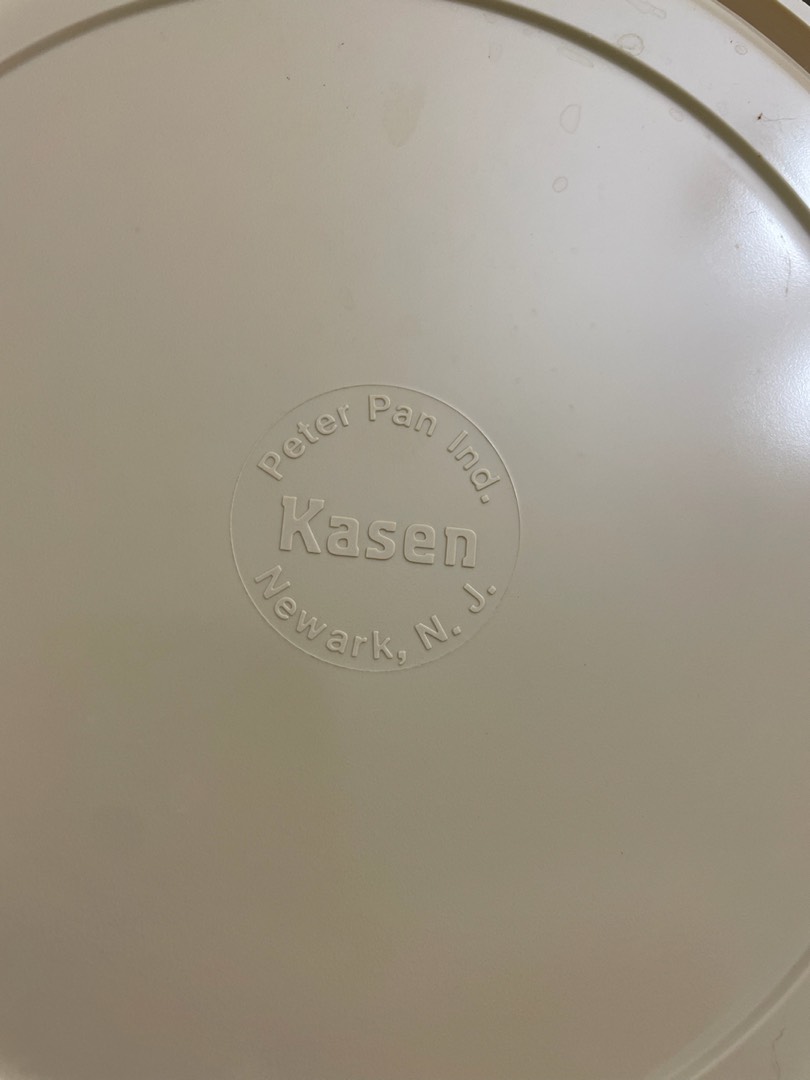 Peter Pan Ind.
Kasen
Newark, N. J.